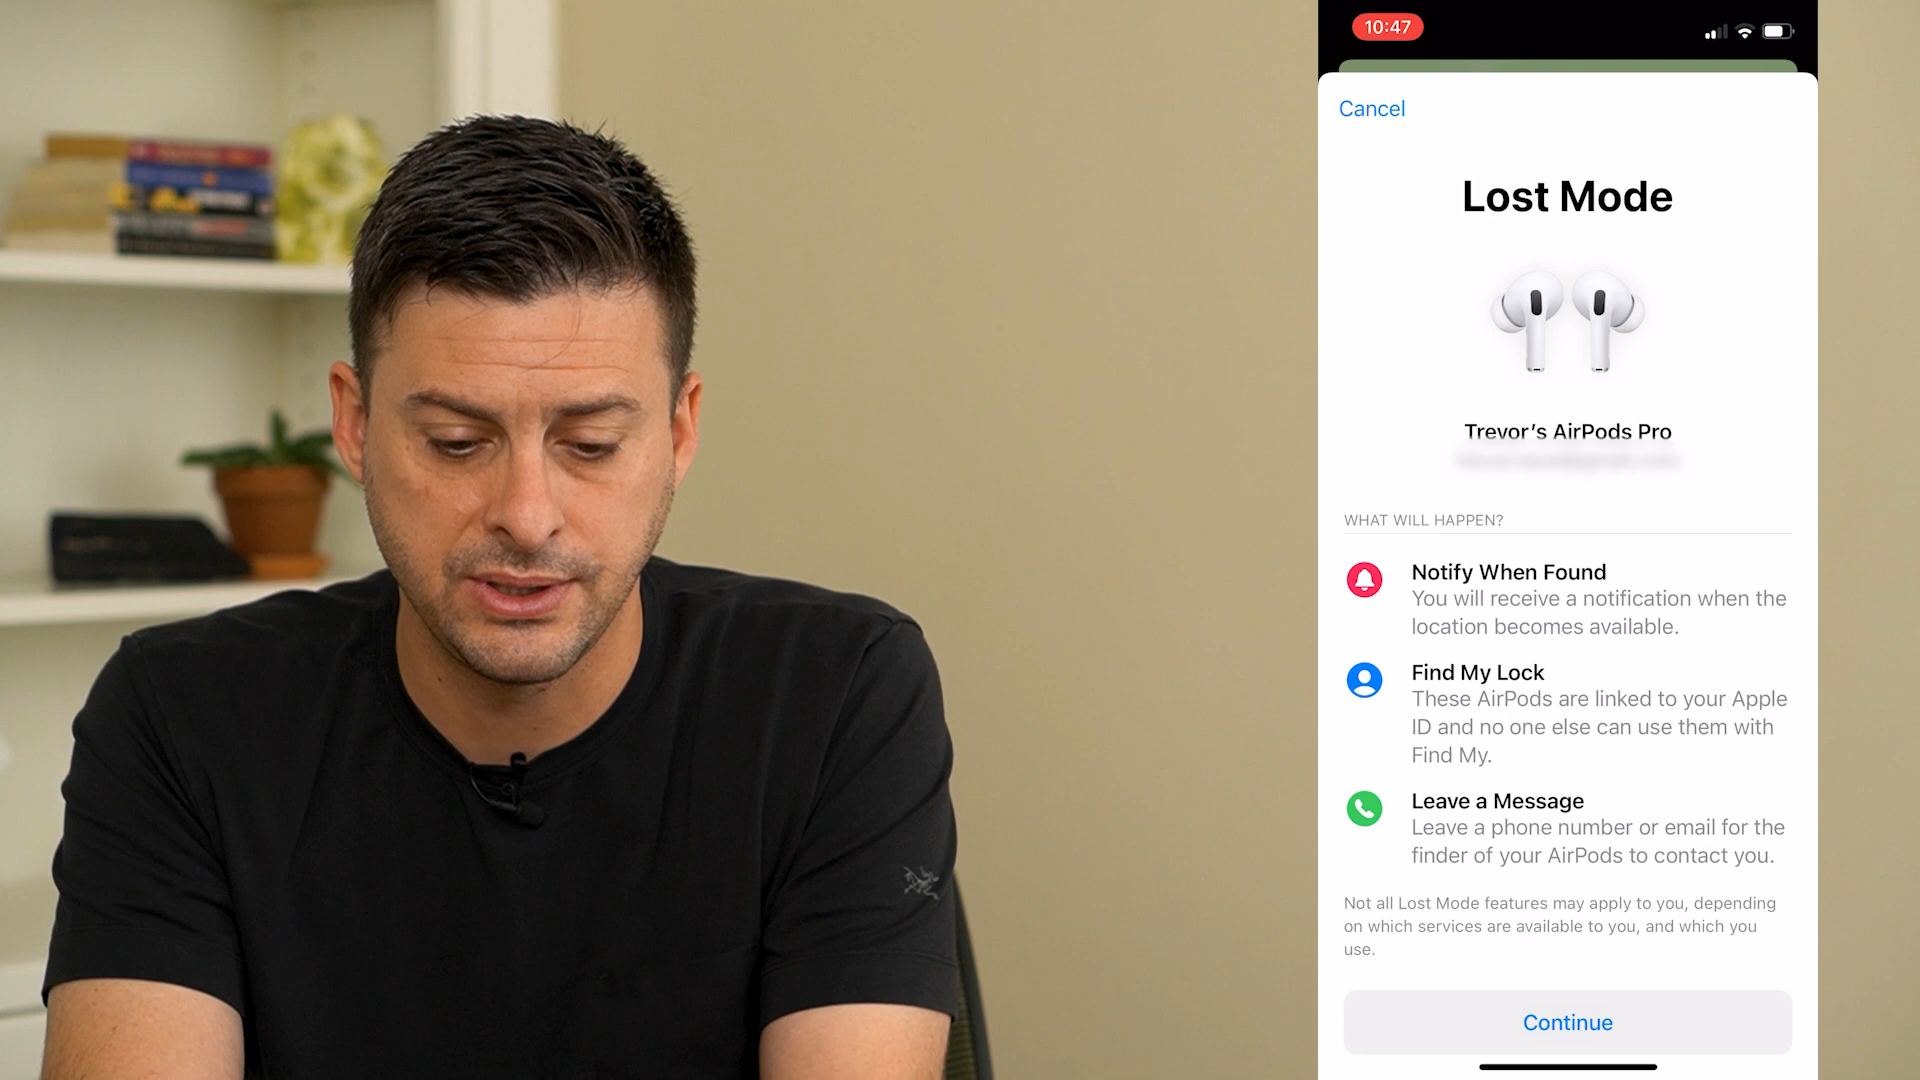 10:47
Cancel
Lost Mode
Trevor's AirPods Pro
WHAT WILL HAPPEN?
Notify When Found
You will receive a notification when the
location becomes available.
Find My Lock
These AirPods are linked to your Apple
ID and no one else can use them with
Find My.
Leave a Message
Leave a phone number or email for the
finder of your AirPods to contact you.
Not all Lost Mode features may apply to you, depending
on which services are available to you, and which you
use.
Continue